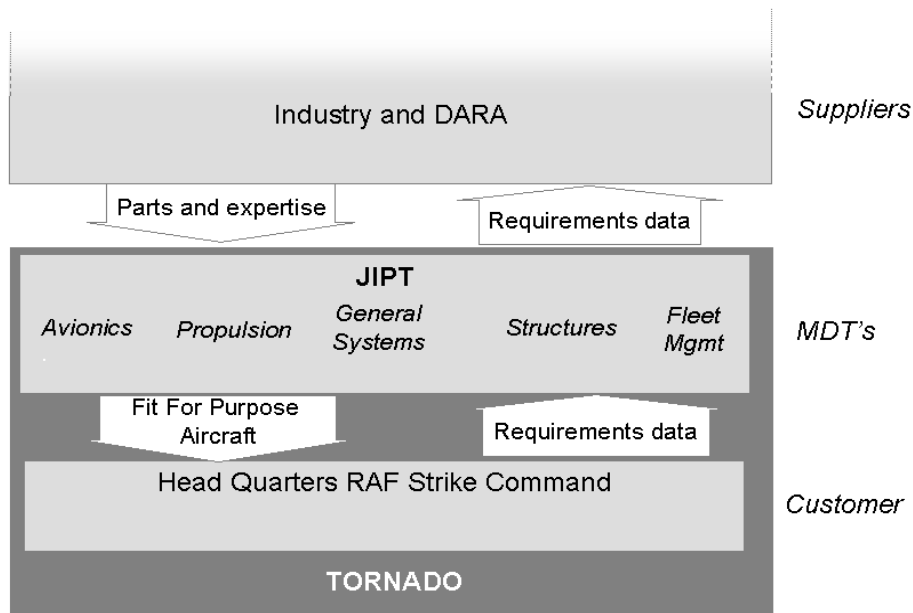 Industry and DARA
Suppliers
Parts and expertise
Requirements data
JIPT
Avionics
Propulsion
General
Systems
Structures
Fleet
Mgmt
MDT's
Fit For Purpose
Aircraft
Requirements data
Head Quarters RAF Strike Command
Customer
TORNADO